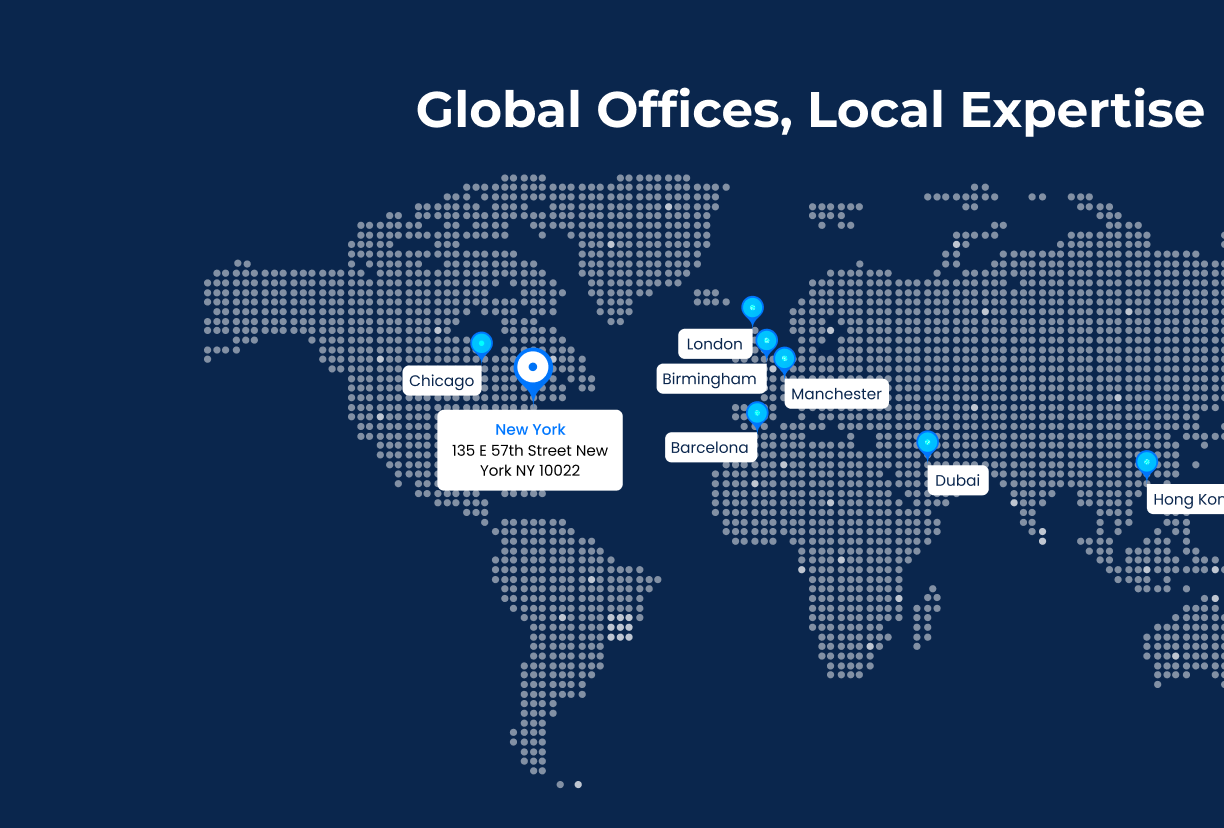 Global Offices, Local Expertise
London
Chicago
Birmingham
Manchester
New York
135 E 57th Street New
York NY 10022
Barcelona
Dubai
Hong Kon